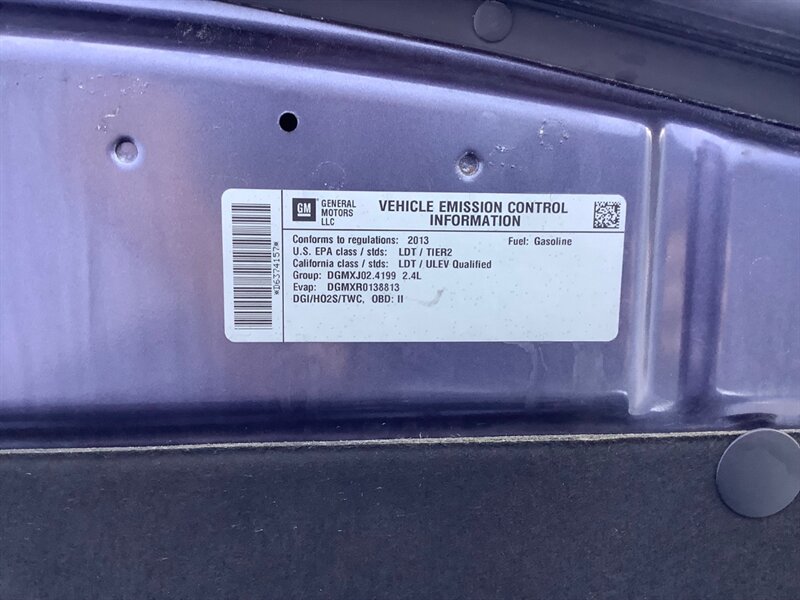 GM
GENERAL
MOTORS
LLC
VEHICLE EMISSION CONTROL
INFORMATION
*D6374157*
Conforms to regulations: 2013 Fuel: Gasoline
U.S. EPA class / stds: LDT / TIER2
California class / stds: LDT / ULEV Qualified
Group: DGMXJ02.4199 2.4L
Evap: DGMXR0138813
DGI/HO2S/TWC, OBD: II